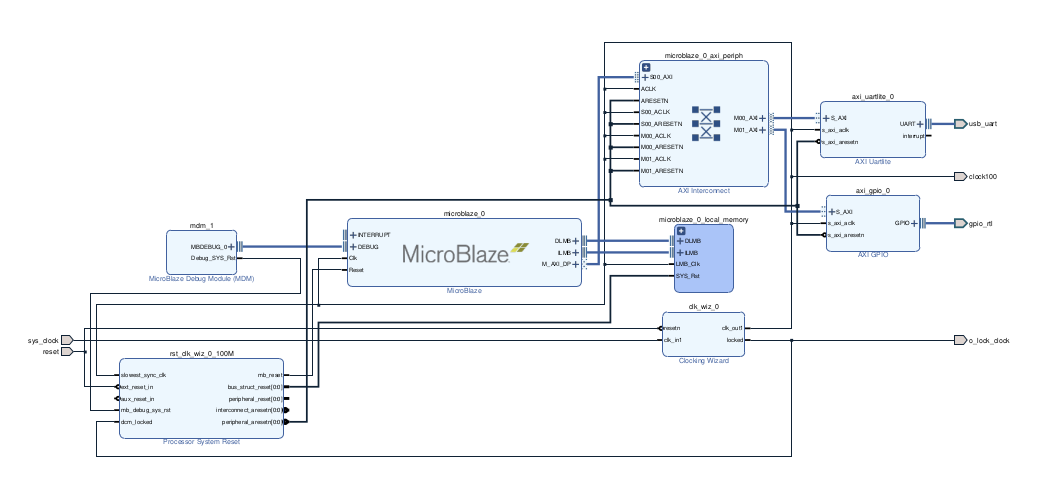 microblaze_0_axi_periph
S00_AXI
ACLK
ARESETN
S00_ACLK
S00_ARESETN
M00_ACLK
M00_ARESETN
M01_ACLK
M01_ARESETN
M00_AXI
M01_AXI
AXI Interconnect
axi_uartlite_0
S_AXI
s_axi_aclk
s_axi_aresetn
UART
interrupt
AXI Uartlite
usb_uart
clock100
axi_gpio_0
S_AXI
s_axi_aclk
s_axi_aresetn
GPIO
AXI GPIO
gpio_rtl
mdm_1
MBDEBUG_0
Debug_SYS_Rst
MicroBlaze Debug Module (MDM)
microblaze_0
INTERRUPT
DEBUG
Clk
Reset
MicroBlaze
DLMB
ILMB
M_AXI_DP
MicroBlaze
microblaze_0_local_memory
DLMB
ILMB
LMB_Clk
SYS_Rst
clk_wiz_0
resetn
clk_in1
clk_out1
locked
Clocking Wizard
sys_clock
reset
o_lock_clock
rst_clk_wiz_0_100M
slowest_sync_clk
ext_reset_in
aux_reset_in
mb_debug_sys_rst
dcm_locked
mb_reset
bus_struct_reset[0:0]
peripheral_reset[0:0]
interconnect_aresetn[0:0]
peripheral_aresetn[0:0]
Processor System Reset